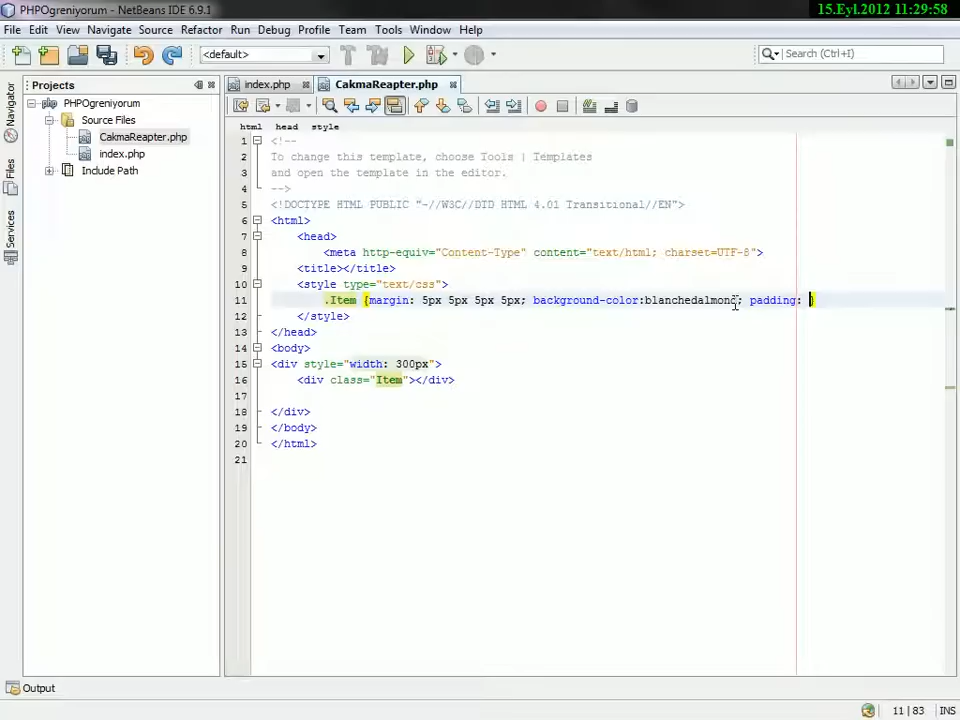 PHPOgreniyorum - NetBeans IDE 6.9.1
15.Eyl.2012 11:29:58
File Edit View Navigate Source Refactor Run Debug Profile Team Tools Window Help
<default>
Search (Ctrl+I)
Projects
index.php
CakmaReapter.php
Navigator
Files
Services
PHPOgreniyorum
Source Files
CakmaReapter.php
index.php
Include Path
html head style
1 <!--
2 To change this template, choose Tools | Templates
3 and open the template in the editor.
4 -->
5 <!DOCTYPE HTML PUBLIC "-//W3C//DTD HTML 4.01 Transitional//EN">
6 <html>
7 <head>
8 <meta http-equiv="Content-Type" content="text/html; charset=UTF-8">
9 <title></title>
10 <style type="text/css">
11 .Item {margin: 5px 5px 5px 5px; background-color:blanchedalmond; padding: }
12 </style>
13 </head>
14 <body>
15 <div style="width: 300px">
16 <div class="Item"></div>
17
18 </div>
19 </body>
20 </html>
21
Output
11 | 83 INS